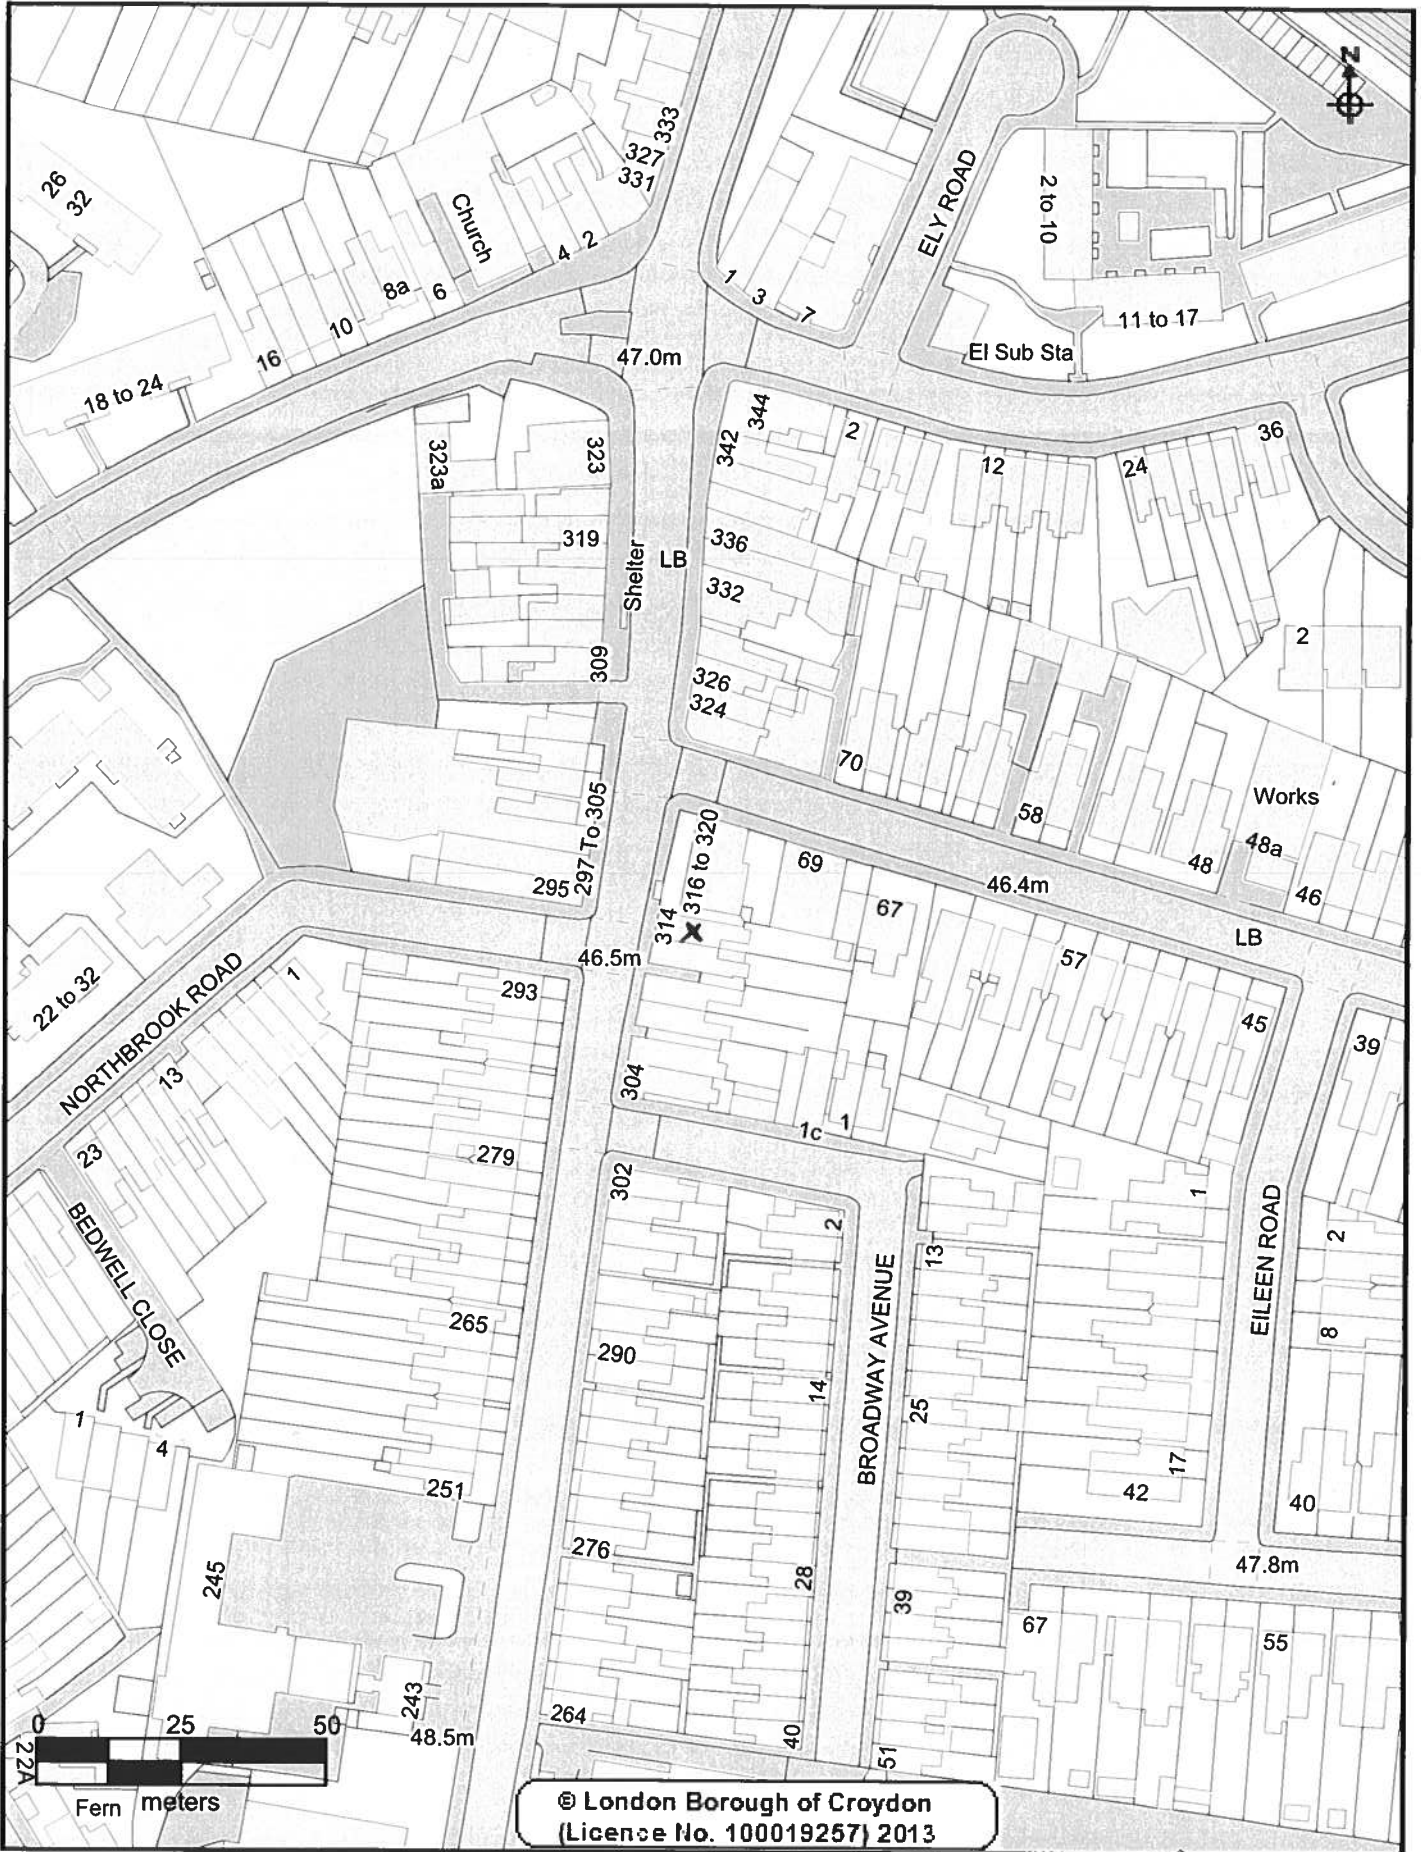 N
333
327
331
26
32
Church
ELY ROAD
2 to 10
4
2
1
3
7
8a
6
10
16
11 to 17
El Sub Sta
47.0m
18 to 24
344
342
2
323
323a
12
24
36
319
336
Shelter
LB
332
2
309
326
324
70
Works
58
297 To 305
316 to 320
69
48
48a
46
46.4m
295
67
314
X
LB
46.5m
57
22 to 32
NORTHBROOK ROAD
1
293
45
39
13
304
1c
1
23
279
302
1
2
BEDWELL CLOSE
2
13
EILEEN ROAD
265
8
290
BROADWAY AVENUE
14
25
1
4
17
42
251
40
276
47.8m
245
28
39
67
55
243
264
40
48.5m
51
0 25 50
22A
Fern meters
© London Borough of Croydon
(Licence No. 100019257) 2013